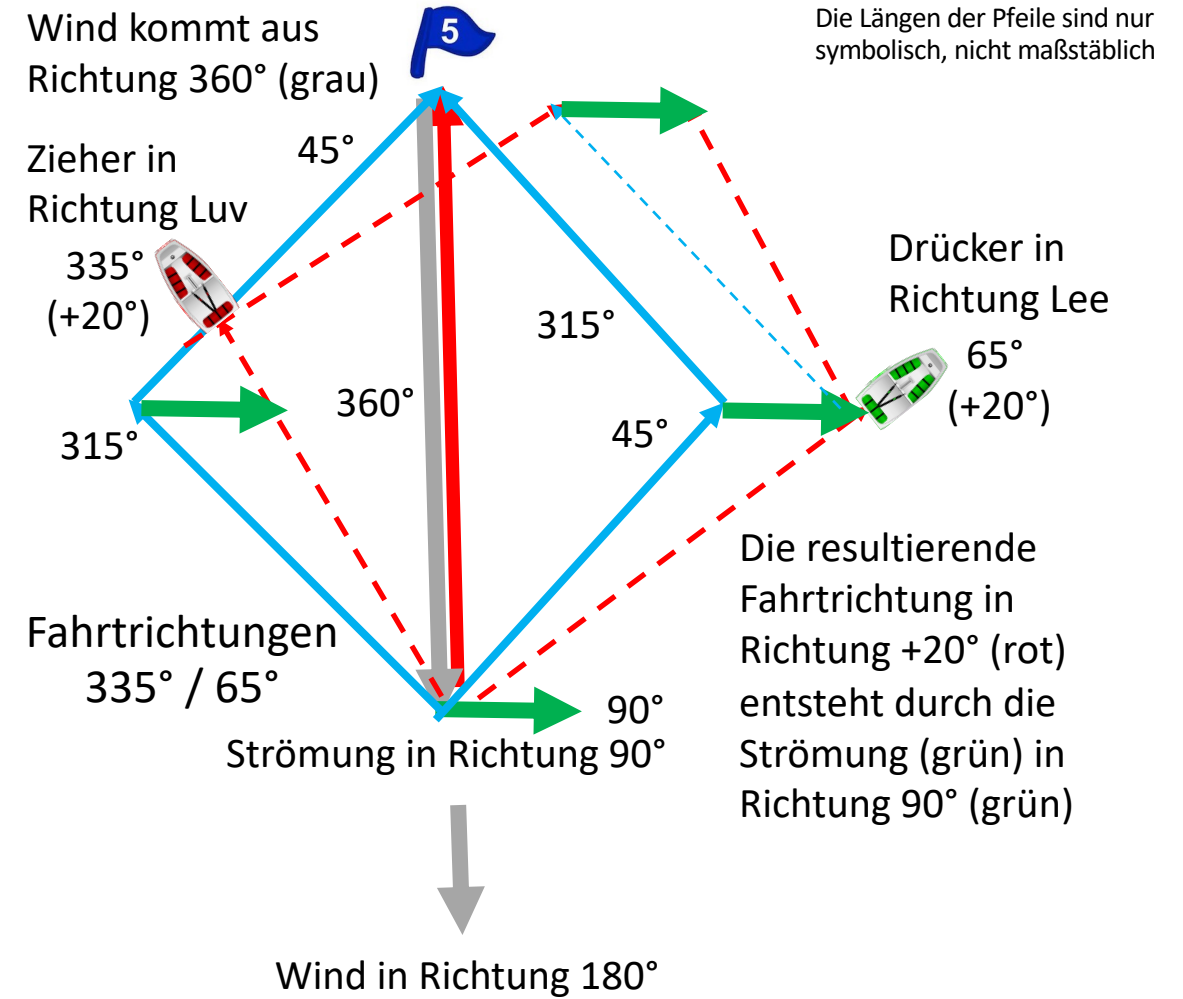 Wind kommt aus
Richtung 360° (grau)
5
Die Längen der Pfeile sind nur
symbolisch, nicht maßstäblich
Zieher in
Richtung Luv
45°
335°
(+20°)
Drücker in
Richtung Lee
315°
65°
(+20°)
360°
315°
45°
Fahrtrichtungen
335° / 65°
90°
Strömung in Richtung 90°
Die resultierende
Fahrtrichtung in
Richtung +20° (rot)
entsteht durch die
Strömung (grün) in
Richtung 90° (grün)
Wind in Richtung 180°